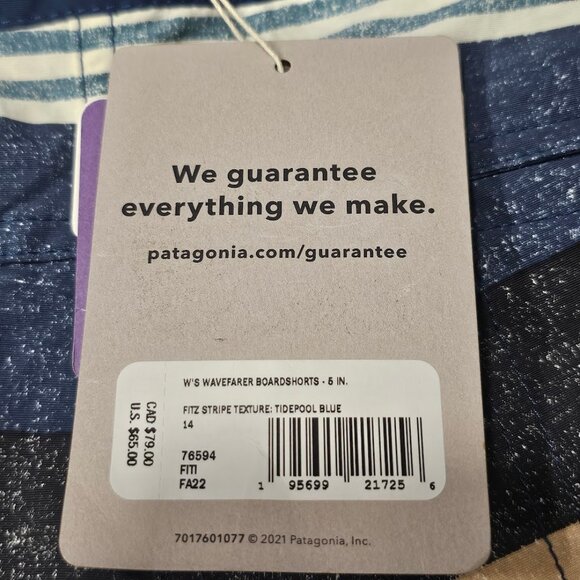 We guarantee
everything we make.
patagonia.com/guarantee
W'S WAVEFARER BOARDSHORTS - 5 IN.
FITZ STRIPE TEXTURE: TIDEPOOL BLUE
14
76594
FITI
FA22
CAD $79.00
U.S. $65.00
1 95699 21725 6
7017601077 © 2021 Patagonia, Inc.